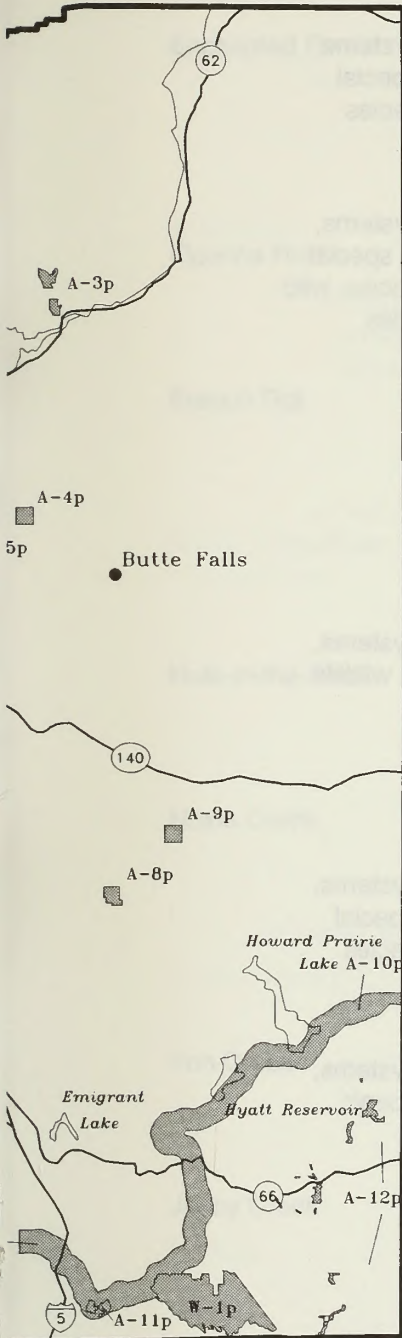 62
A-3p
A-4p
5p
Butte Falls
140
A-9p
A-8p
Howard Prairie
Lake A-10p
Emigrant
Lake
Hyatt Reservoir
66
A-12p
W-1p
A-11p
5